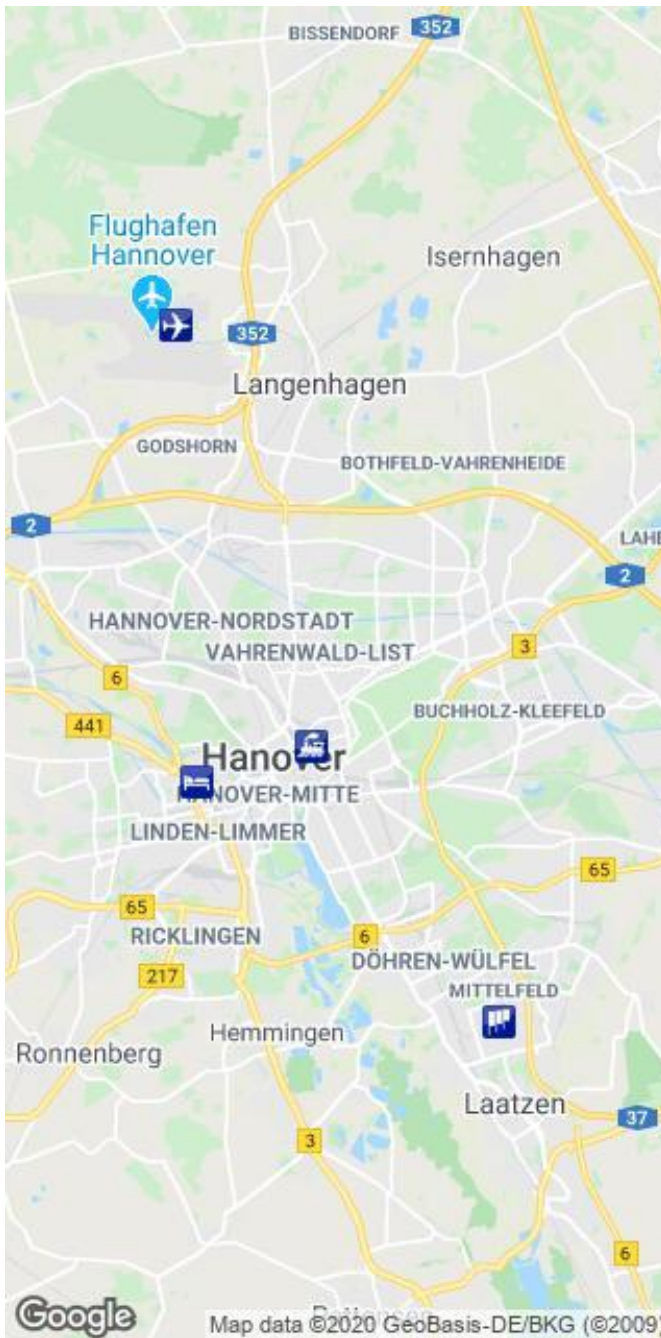 BISSENDORF
352
Flughafen
Hannover
Isernhagen
352
Langenhagen
GODSHORN
BOTHFELD-VAHRENHEIDE
2
LAHE
2
HANNOVER-NORDSTADT
3
VAHRENWALD-LIST
6
441
BUCHHOLZ-KLEEFELD
Hanover
HANOVER-MITTE
LINDEN-LIMMER
65
65
RICKLINGEN
6
DÖHREN-WÜLFEL
217
MITTELFELD
Hemmingen
Ronnenberg
Laatzen
37
3
6
Google
Map data ©2020 GeoBasis-DE/BKG (©2009